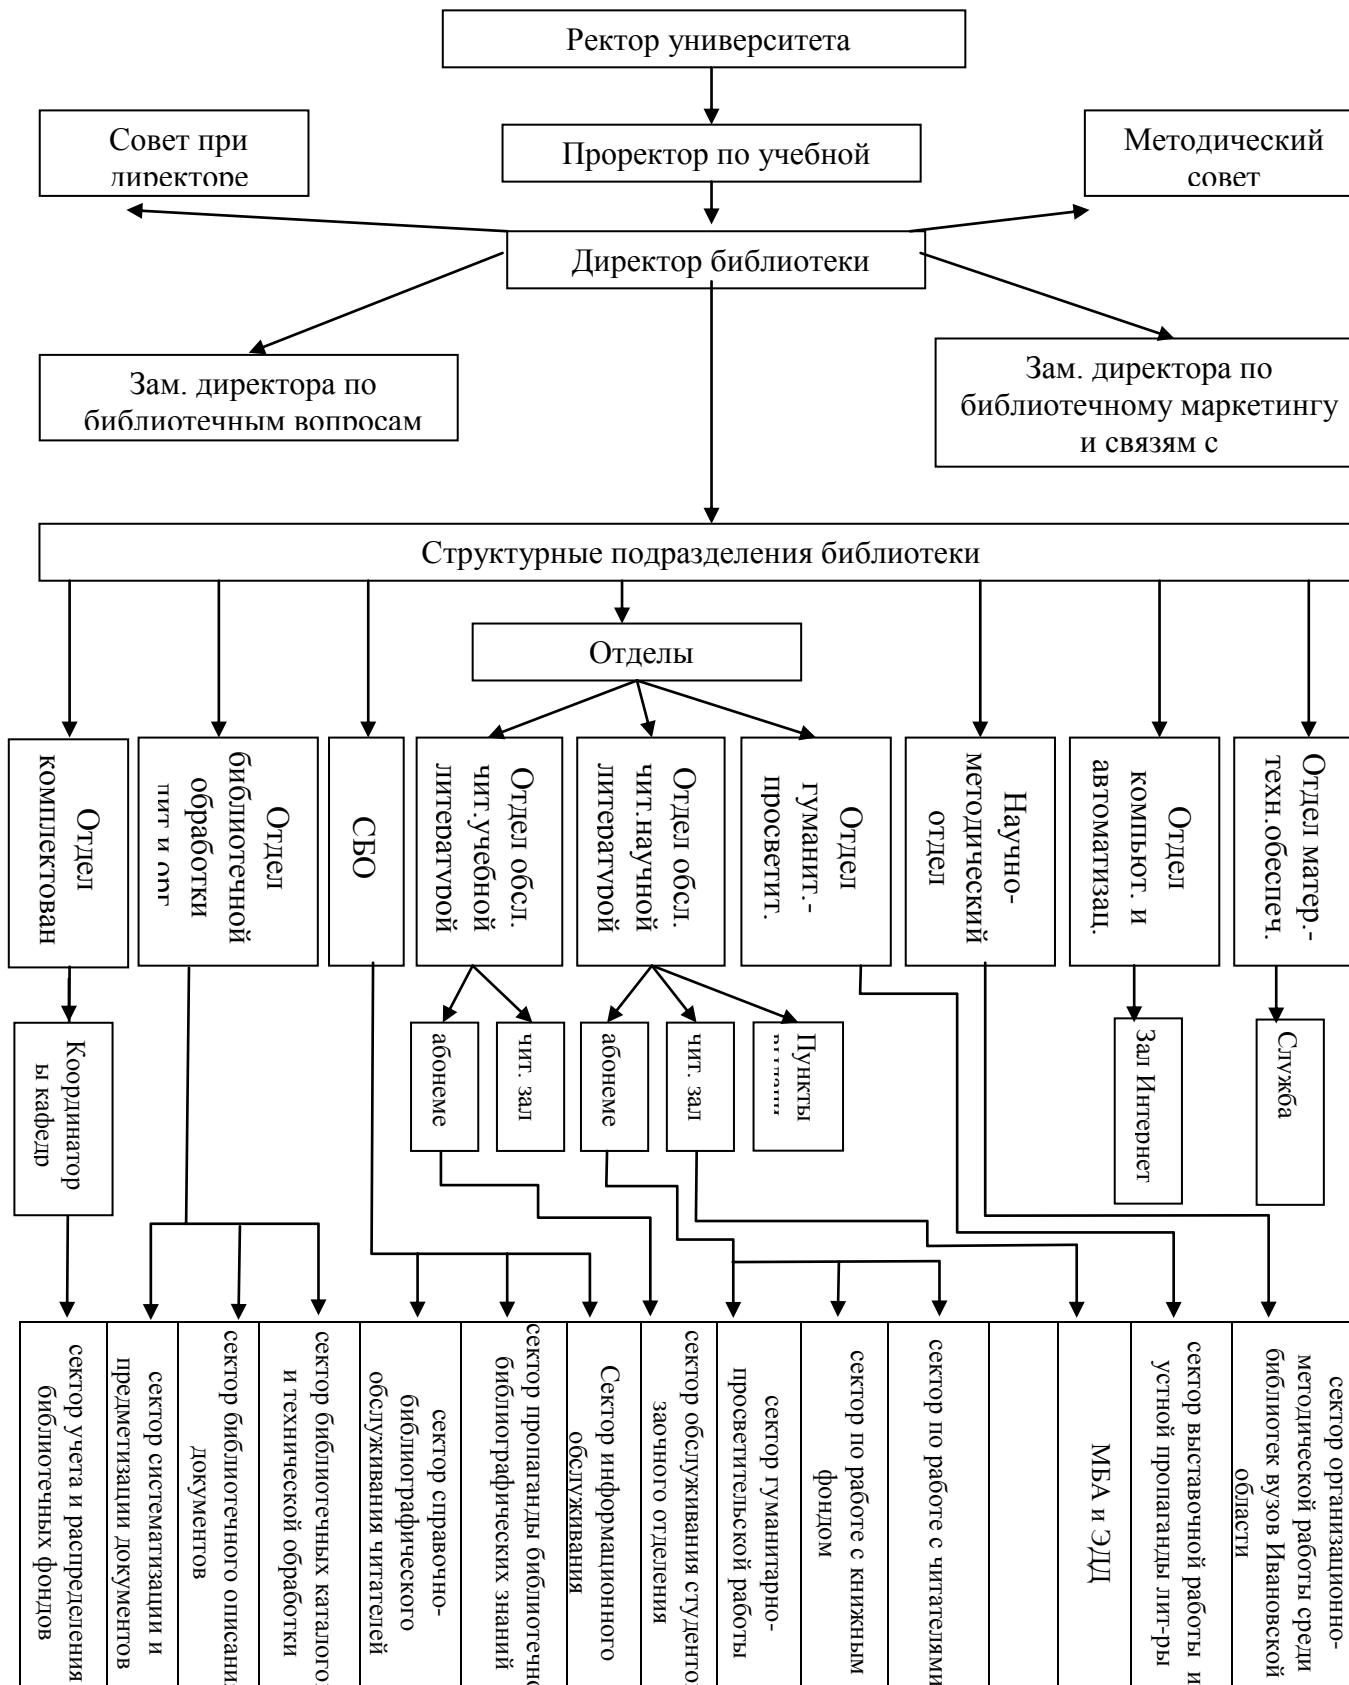 Ректор университета
Совет при
директоре
Проректор по учебной
Методический
совет
Директор библиотеки
Зам. директора по
библиотечным вопросам
Зам. директора по
библиотечному маркетингу
и связям с
Структурные подразделения библиотеки
Отделы
Отдел
комплектован
Отдел
библиотечной
обработки
лит и орг
СБО
Отдел обсл.
чит.учебной
литературой
Отдел обсл.
чит.научной
литературой
Отдел
гуманит.-
просветит.
Научно-
методический
отдел
Отдел
компьют. и
автоматизац.
Отдел матер.-
техн.обеспеч.
Координатор
ы кафедр
абонеме
чит. зал
абонеме
чит. зал
Пункты
выдачи
Зал Интернет
Служба
сектор учета и распределения
библиотечных фондов
сектор систематизации и
предметизации документов
сектор библиотечного описани
документов
сектор библиотечных каталого
и технической обработки
сектор справочно-
библиографического
обслуживания читателей
сектор пропаганды библиотечно
библиографических знаний
Сектор информационного
обслуживания
сектор обслуживания студенто
заочного отделения
сектор гуманитарно-
просветительской работы
сектор по работе с книжным
фондом
сектор по работе с читателями
МБА и ЭДД
сектор выставочной работы и
устной пропаганды лит-ры
сектор организационно-
методической работы среди
библиотек вузов Ивановской
области